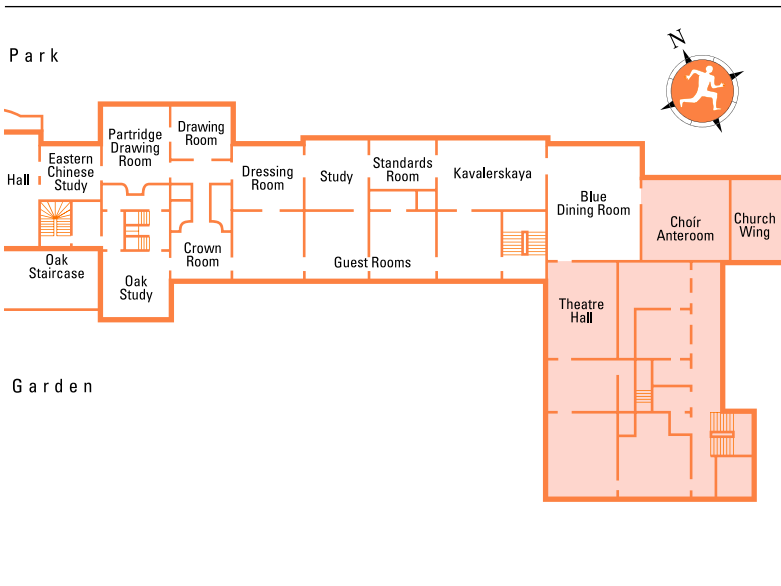 N
Park
Partridge
Drawing
Room
Drawing
Room
Hall
Eastern
Chinese
Study
Dressing
Room
Study
Standards
Room
Kavalerskaya
Blue
Dining Room
Choir
Anteroom
Church
Wing
Oak
Staircase
Oak
Study
Crown
Room
Guest Rooms
Theatre
Hall
Garden